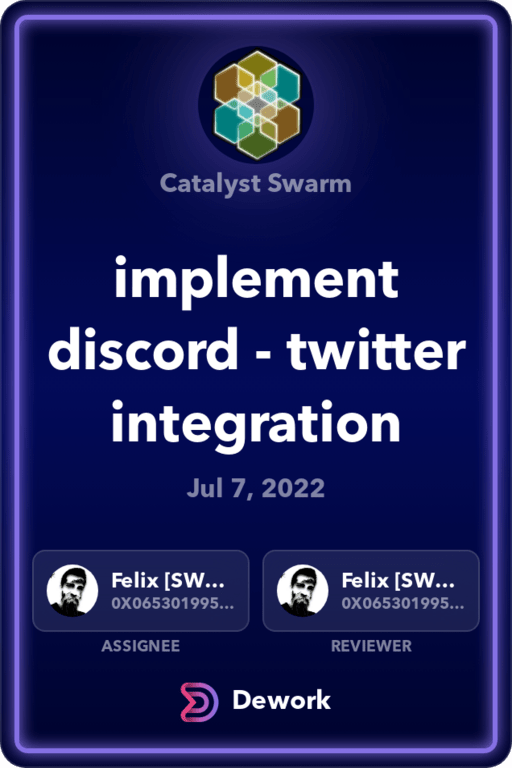 Catalyst Swarm
implement
discord - twitter
integration
Jul 7, 2022
Felix [SW...
0X065301995...
Felix [SW...
0X065301995...
ASSIGNEE
REVIEWER
Dework